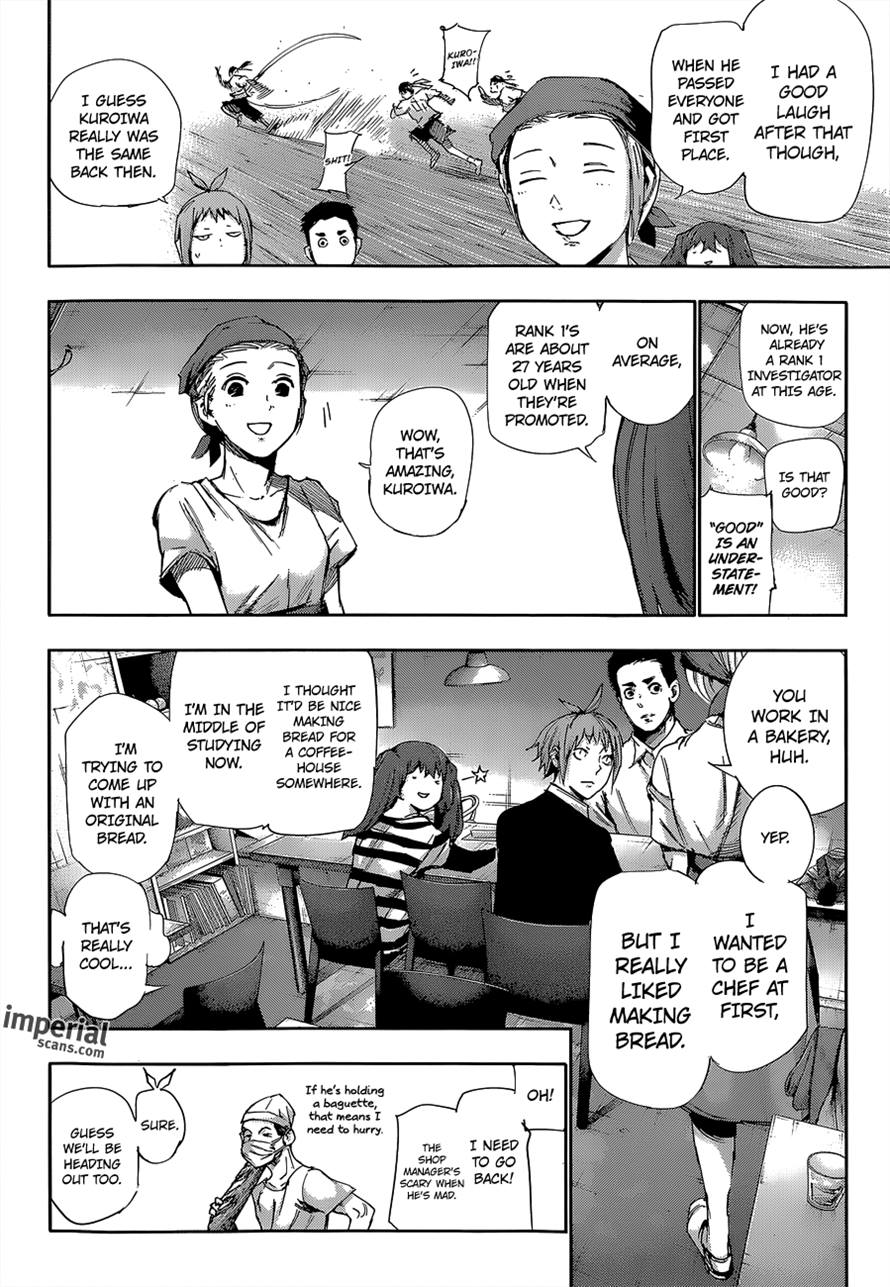 I HAD A
GOOD
LAUGH
AFTER THAT
THOUGH,
WHEN HE
PASSED
EVERYONE
AND GOT
FIRST
PLACE.
KURO-
IWA!!
SHIT!
I GUESS
KUROIWA
REALLY WAS
THE SAME
BACK THEN.
NOW, HE'S
ALREADY
A RANK 1
INVESTIGATOR
AT THIS AGE.
IS THAT
GOOD?
"GOOD"
IS AN
UNDER-
STATE-
MENT!
ON
AVERAGE,
RANK 1'S
ARE ABOUT
27 YEARS
OLD WHEN
THEY'RE
PROMOTED.
WOW,
THAT'S
AMAZING,
KUROIWA.
YOU
WORK IN
A BAKERY,
HUH.
YEP.
I
WANTED
TO BE A
CHEF AT
FIRST,
BUT I
REALLY
LIKED
MAKING
BREAD.
I THOUGHT
IT'D BE NICE
MAKING
BREAD FOR
A COFFEE-
HOUSE
SOMEWHERE.
I'M IN THE
MIDDLE OF
STUDYING
NOW.
I'M
TRYING TO
COME UP
WITH AN
ORIGINAL
BREAD.
THAT'S
REALLY
COOL...
imperial
scans.com
OH!
I NEED
TO GO
BACK!
THE
SHOP
MANAGER'S
SCARY WHEN
HE'S MAD.
If he's holding
a baguette,
that means I
need to hurry.
SURE.
GUESS
WE'LL BE
HEADING
OUT TOO.